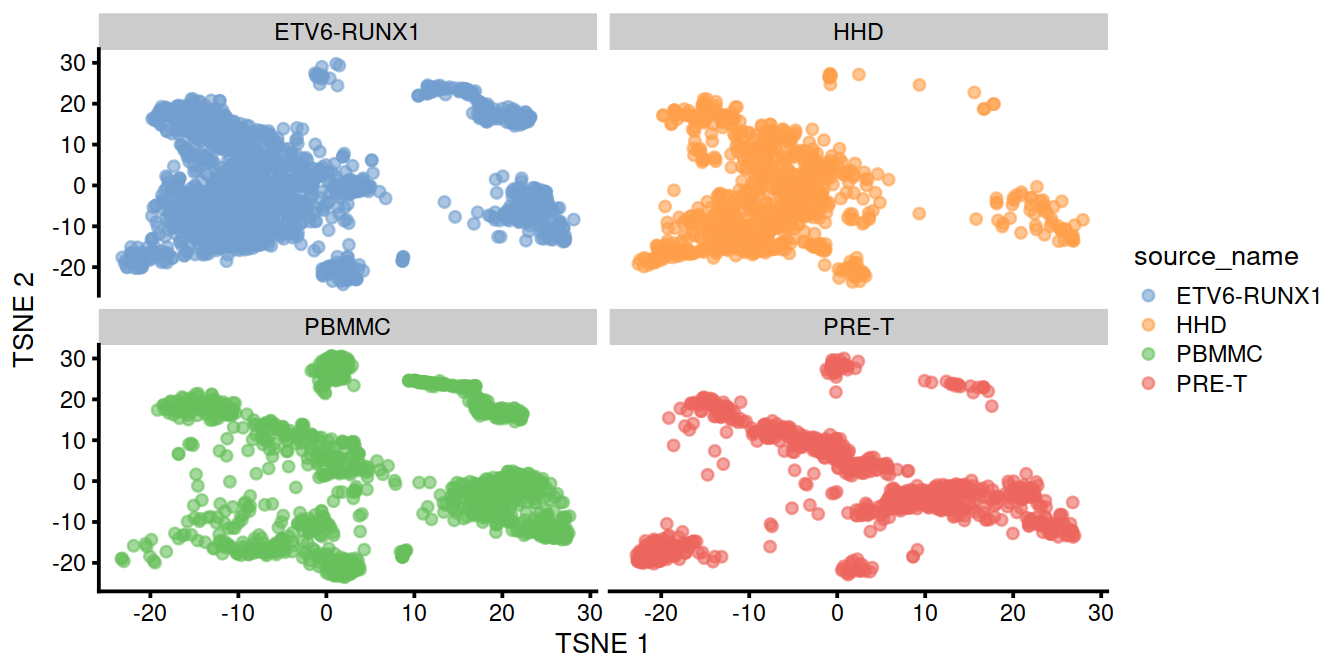 ETV6-RUNX1 HHD
30
20
10
0
-10
-20
PBMMC PRE-T
30
20
10
0
-10
-20
-20 -10 0 10 20 30 -20 -10 0 10 20 30
TSNE 1
TSNE 2
source_name
ETV6-RUNX1
HHD
PBMMC
PRE-T